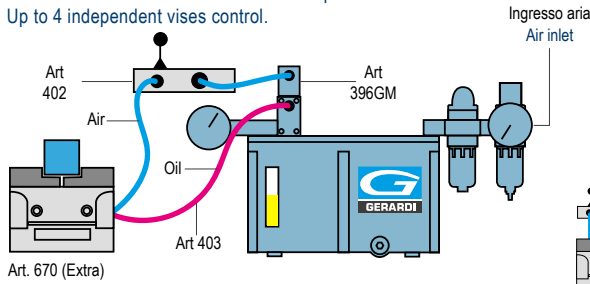 Up to 4 independent vises control.
Ingresso aria
Air inlet
Art
402
Art
396GM
Air
Oil
G
GERARDI
Art 403
Art. 670 (Extra)